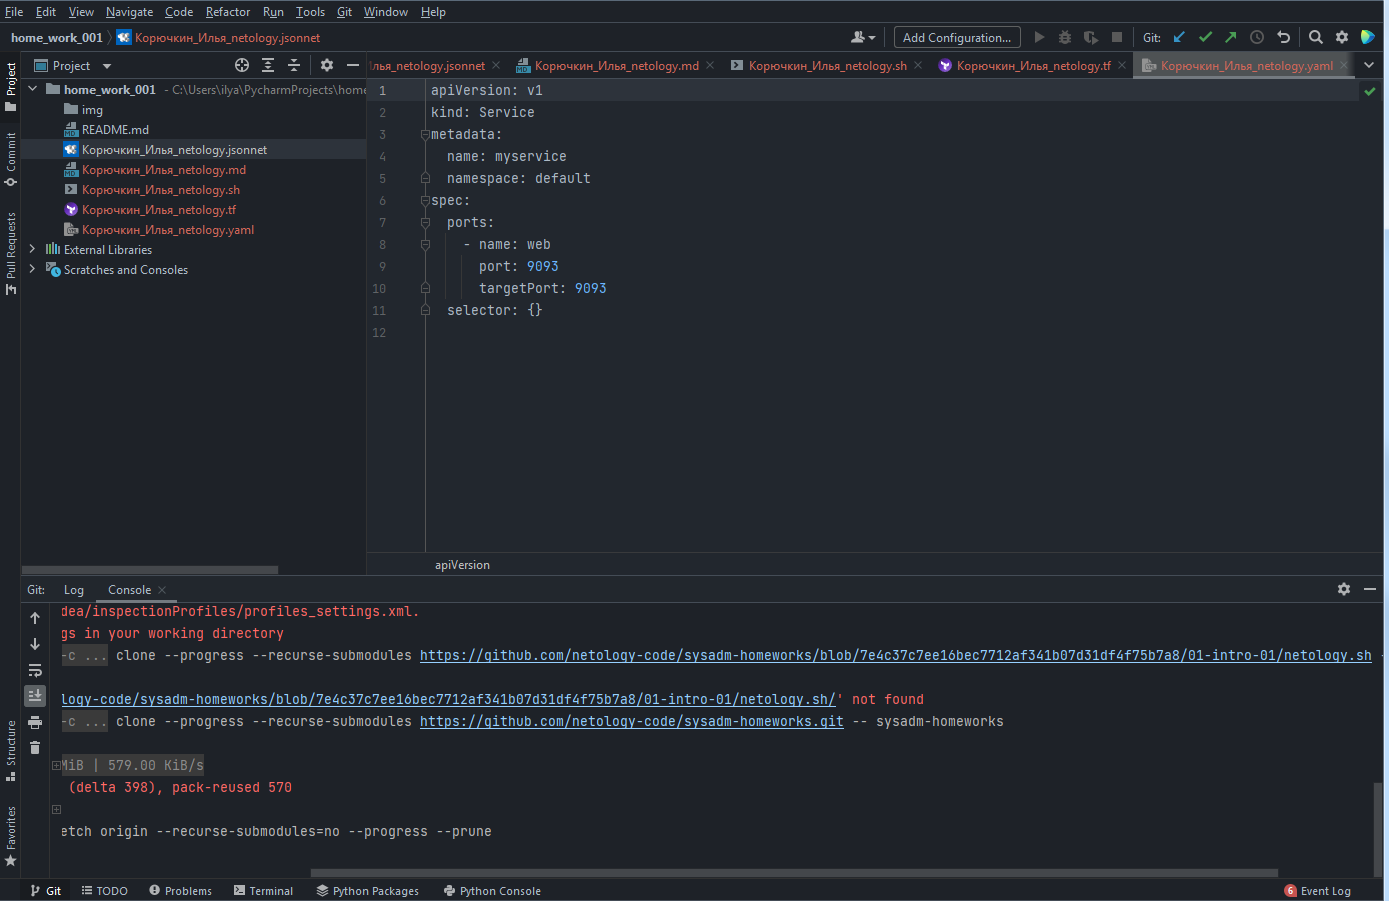 File Edit View Navigate Code Refactor Run Tools Git Window Help
home_work_001 Корючкин_Илья_netology.jsonnet Add Configuration... Git:
Project
Илья_netology.jsonnet Корючкин_Илья_netology.md Корючкин_Илья_netology.sh Корючкин_Илья_netology.tf Корючкин_Илья_netology.yaml
Project
Commit
Pull Requests
Structure
Favorites
home_work_001 - C:\Users\ilya\PycharmProjects\home
img
README.md
Корючкин_Илья_netology.jsonnet
Корючкин_Илья_netology.md
Корючкин_Илья_netology.sh
Корючкин_Илья_netology.tf
Корючкин_Илья_netology.yaml
External Libraries
Scratches and Consoles
1 apiVersion: v1
2 kind: Service
3 metadata:
4 name: myservice
5 namespace: default
6 spec:
7 ports:
8 - name: web
9 port: 9093
10 targetPort: 9093
11 selector: {}
12
apiVersion
Git: Log Console
dea/inspectionProfiles/profiles_settings.xml.
gs in your working directory
-c ... clone --progress --recurse-submodules https://github.com/netology-code/sysadm-homeworks/blob/7e4c37c7ee16bec7712af341b07d31df4f75b7a8/01-intro-01/netology.sh -
logy-code/sysadm-homeworks/blob/7e4c37c7ee16bec7712af341b07d31df4f75b7a8/01-intro-01/netology.sh/' not found
-c ... clone --progress --recurse-submodules https://github.com/netology-code/sysadm-homeworks.git -- sysadm-homeworks
MiB | 579.00 KiB/s
(delta 398), pack-reused 570
etch origin --recurse-submodules=no --progress --prune
Git TODO Problems Terminal Python Packages Python Console 6 Event Log